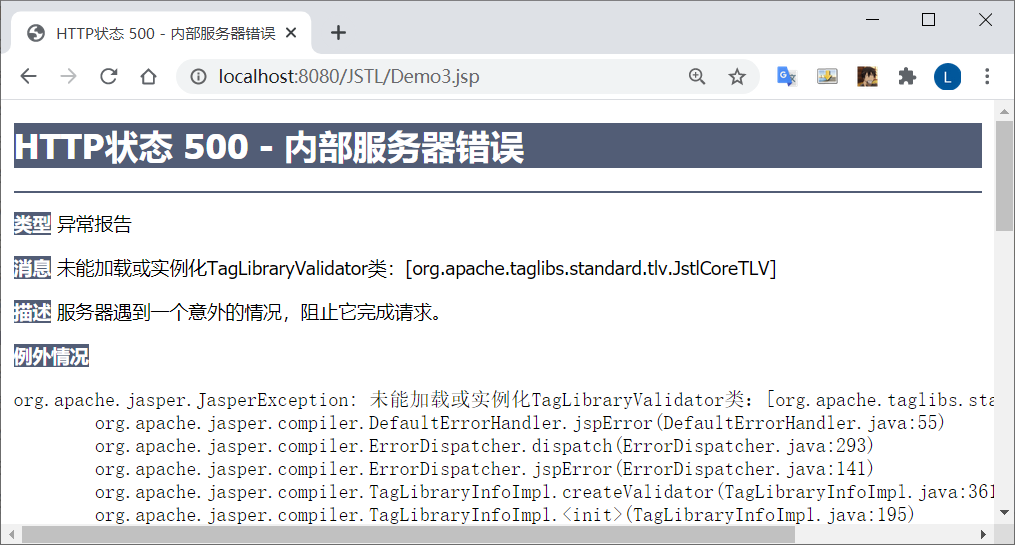 HTTP状态 500 - 内部服务器错误
localhost:8080/JSTL/Demo3.jsp
L
HTTP状态 500 - 内部服务器错误
类型 异常报告
消息 未能加载或实例化TagLibraryValidator类：[org.apache.taglibs.standard.tlv.JstlCoreTLV]
描述 服务器遇到一个意外的情况，阻止它完成请求。
例外情况
org.apache.jasper.JasperException: 未能加载或实例化TagLibraryValidator类：[org.apache.taglibs.sta
org.apache.jasper.compiler.DefaultErrorHandler.jspError(DefaultErrorHandler.java:55)
org.apache.jasper.compiler.ErrorDispatcher.dispatch(ErrorDispatcher.java:293)
org.apache.jasper.compiler.ErrorDispatcher.jspError(ErrorDispatcher.java:141)
org.apache.jasper.compiler.TagLibraryInfoImpl.createValidator(TagLibraryInfoImpl.java:361
org.apache.jasper.compiler.TagLibraryInfoImpl.<init>(TagLibraryInfoImpl.java:195)